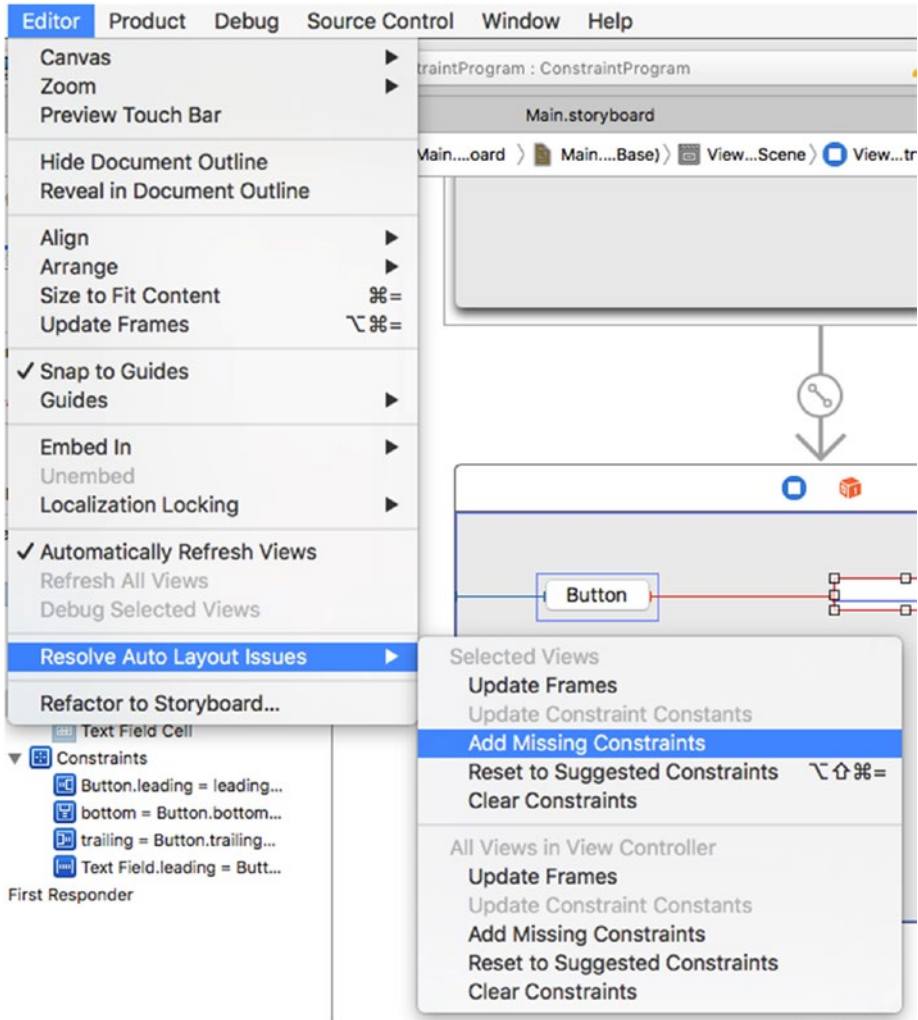 Editor Product Debug Source Control Window Help
Canvas
Zoom
Preview Touch Bar
Hide Document Outline
Reveal in Document Outline
Align
Arrange
Size to Fit Content ⌘=
Update Frames ⌥⌘=
✓ Snap to Guides
Guides
Embed In
Unembed
Localization Locking
✓ Automatically Refresh Views
Refresh All Views
Debug Selected Views
Resolve Auto Layout Issues
Refactor to Storyboard...
traintProgram : ConstraintProgram
Main.storyboard
Main....oard Main....Base) View...Scene View...tr
Button
Selected Views
Update Frames
Update Constraint Constants
Add Missing Constraints
Reset to Suggested Constraints ⌥⇧⌘=
Clear Constraints
All Views in View Controller
Update Frames
Update Constraint Constants
Add Missing Constraints
Reset to Suggested Constraints
Clear Constraints
Text Field Cell
Constraints
Button.leading = leading...
bottom = Button.bottom...
trailing = Button.trailing...
Text Field.leading = Butt...
First Responder